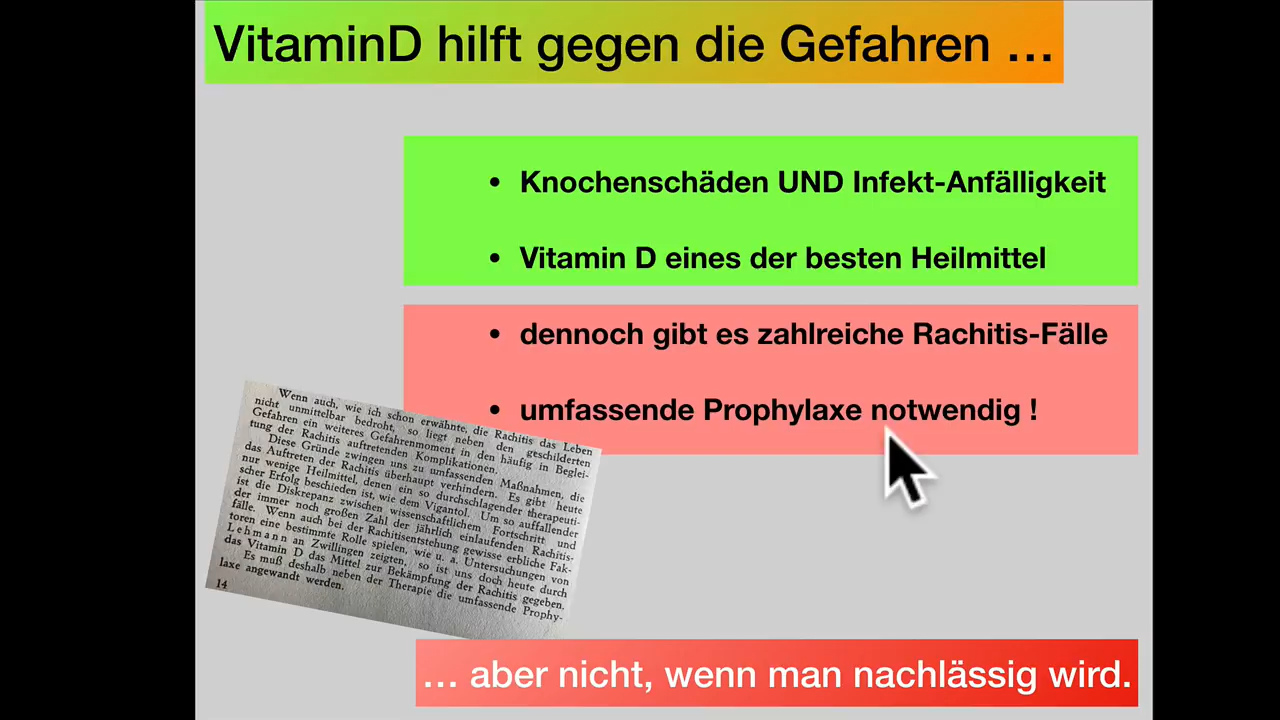 VitaminD hilft gegen die Gefahren …
• Knochenschäden UND Infekt-Anfälligkeit
• Vitamin D eines der besten Heilmittel
• dennoch gibt es zahlreiche Rachitis-Fälle
• umfassende Prophylaxe notwendig !
Wenn auch, wie ich schon erwähnte, die Rachitis das Leben
nicht unmittelbar bedroht, so liegt neben den geschilderten
Gefahren ein weiteres Gefahrenmoment in den häufig in Beglei-
tung der Rachitis auftretenden Komplikationen.
Diese Gründe zwingen uns zu umfassenden Maßnahmen, die
das Auftreten der Rachitis überhaupt verhindern. Es gibt heute
nur wenige Heilmittel, denen ein so durchschlagender therapeuti-
scher Erfolg beschieden ist, wie dem Vigantol. Um so auffallender
ist die Diskrepanz zwischen wissenschaftlichem Fortschritt und
der immer noch großen Zahl der jährlich einlaufenden Rachitis-
fälle. Wenn auch bei der Rachitisentstehung gewisse erbliche Fak-
toren eine bestimmte Rolle spielen, wie u. a. Untersuchungen von
Lehmann an Zwillingen zeigten, so ist uns doch heute durch
das Vitamin D das Mittel zur Bekämpfung der Rachitis gegeben.
Es muß deshalb neben der Therapie die umfassende Prophy-
laxe angewandt werden.
14
… aber nicht, wenn man nachlässig wird.